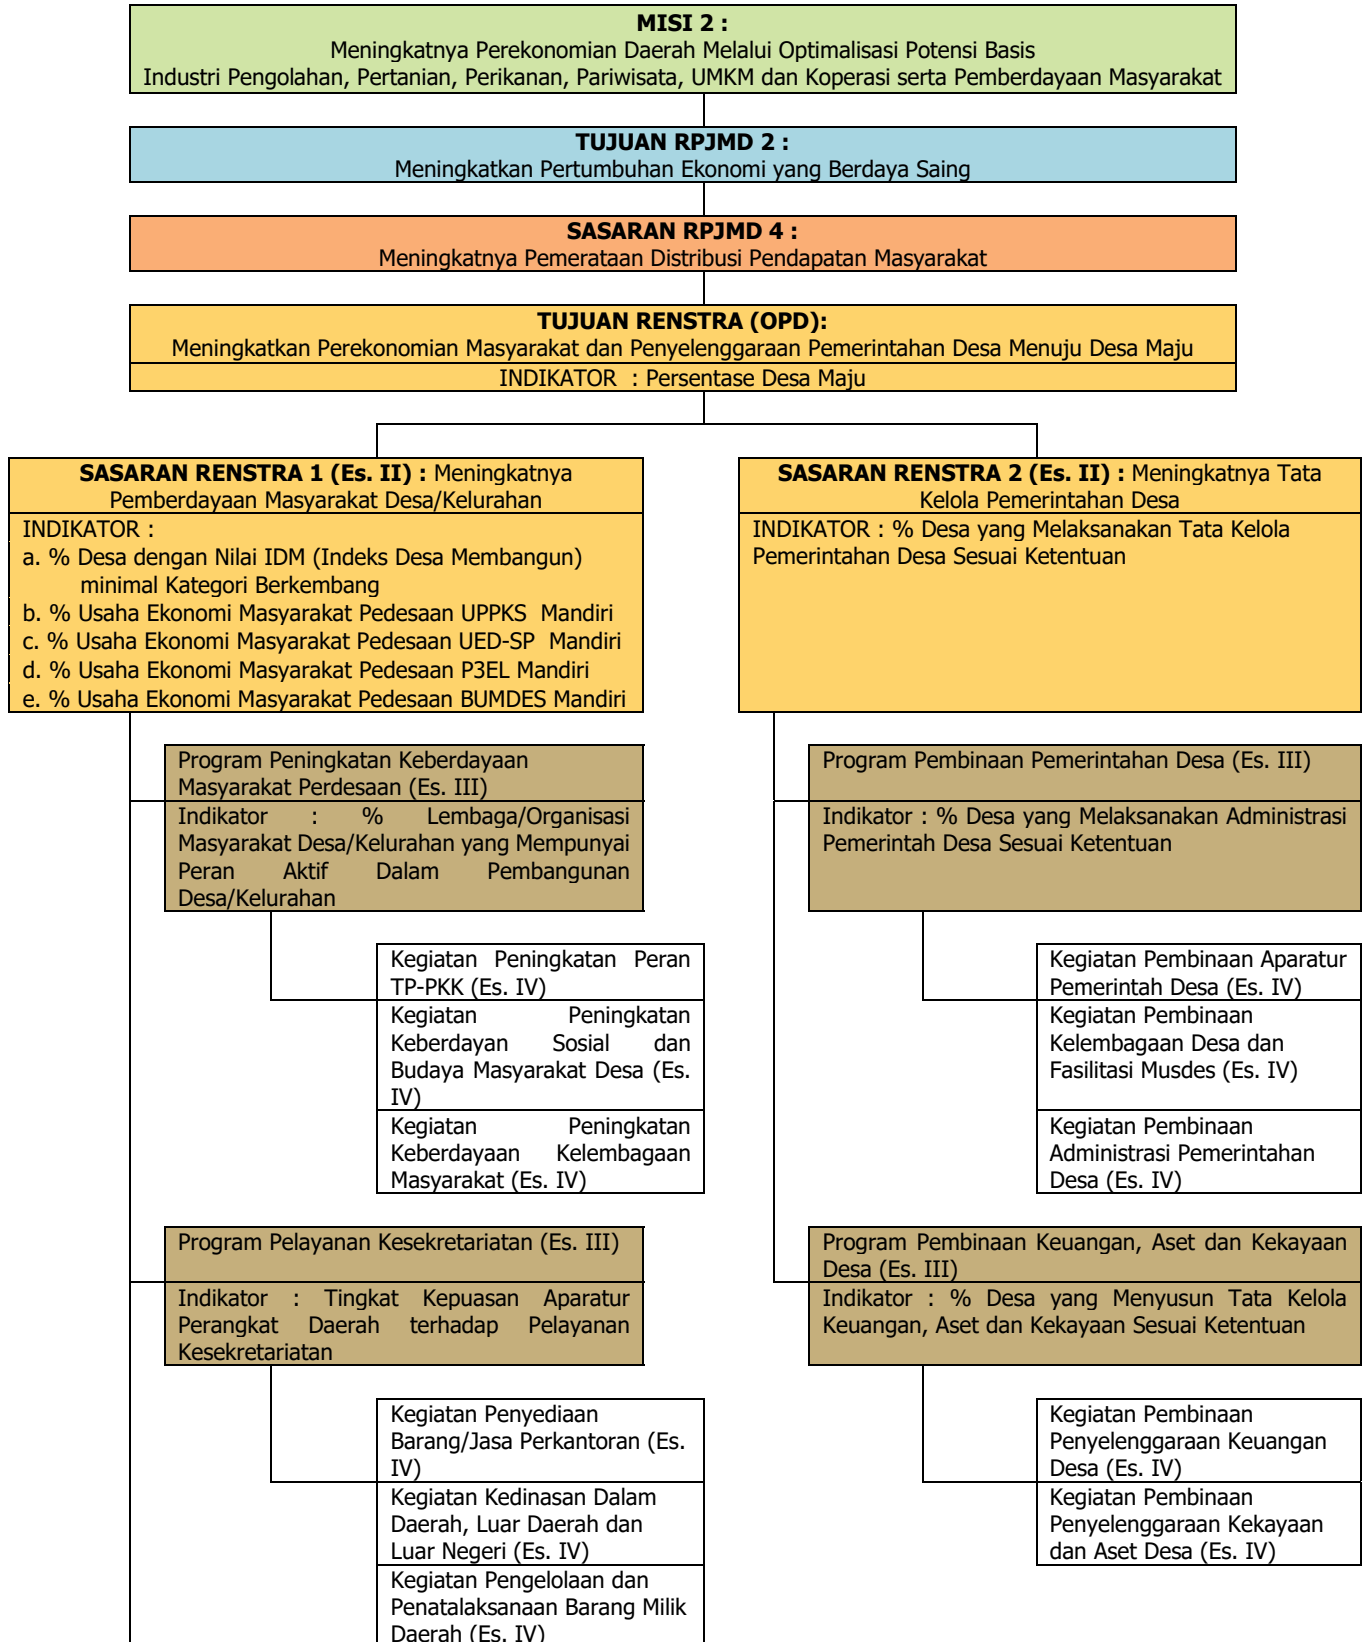 MISI 2 :
Meningkatnya Perekonomian Daerah Melalui Optimalisasi Potensi Basis
Industri Pengolahan, Pertanian, Perikanan, Pariwisata, UMKM dan Koperasi serta Pemberdayaan Masyarakat
TUJUAN RPJMD 2 :
Meningkatkan Pertumbuhan Ekonomi yang Berdaya Saing
SASARAN RPJMD 4 :
Meningkatnya Pemerataan Distribusi Pendapatan Masyarakat
TUJUAN RENSTRA (OPD):
Meningkatkan Perekonomian Masyarakat dan Penyelenggaraan Pemerintahan Desa Menuju Desa Maju
INDIKATOR : Persentase Desa Maju
SASARAN RENSTRA 1 (Es. II) : Meningkatnya
Pemberdayaan Masyarakat Desa/Kelurahan
INDIKATOR :
a. % Desa dengan Nilai IDM (Indeks Desa Membangun)
minimal Kategori Berkembang
b. % Usaha Ekonomi Masyarakat Pedesaan UPPKS Mandiri
c. % Usaha Ekonomi Masyarakat Pedesaan UED-SP Mandiri
d. % Usaha Ekonomi Masyarakat Pedesaan P3EL Mandiri
e. % Usaha Ekonomi Masyarakat Pedesaan BUMDES Mandiri
Program Peningkatan Keberdayaan
Masyarakat Perdesaan (Es. III)
Indikator : % Lembaga/Organisasi
Masyarakat Desa/Kelurahan yang Mempunyai
Peran Aktif Dalam Pembangunan
Desa/Kelurahan
Kegiatan Peningkatan Peran
TP-PKK (Es. IV)
Kegiatan Peningkatan
Keberdayan Sosial dan
Budaya Masyarakat Desa (Es.
IV)
Kegiatan Peningkatan
Keberdayaan Kelembagaan
Masyarakat (Es. IV)
Program Pelayanan Kesekretariatan (Es. III)
Indikator : Tingkat Kepuasan Aparatur
Perangkat Daerah terhadap Pelayanan
Kesekretariatan
Kegiatan Penyediaan
Barang/Jasa Perkantoran (Es.
IV)
Kegiatan Kedinasan Dalam
Daerah, Luar Daerah dan
Luar Negeri (Es. IV)
Kegiatan Pengelolaan dan
Penatalaksanaan Barang Milik
Daerah (Es. IV)
SASARAN RENSTRA 2 (Es. II) : Meningkatnya Tata
Kelola Pemerintahan Desa
INDIKATOR : % Desa yang Melaksanakan Tata Kelola
Pemerintahan Desa Sesuai Ketentuan
Program Pembinaan Pemerintahan Desa (Es. III)
Indikator : % Desa yang Melaksanakan Administrasi
Pemerintah Desa Sesuai Ketentuan
Kegiatan Pembinaan Aparatur
Pemerintah Desa (Es. IV)
Kegiatan Pembinaan
Kelembagaan Desa dan
Fasilitasi Musdes (Es. IV)
Kegiatan Pembinaan
Administrasi Pemerintahan
Desa (Es. IV)
Program Pembinaan Keuangan, Aset dan Kekayaan
Desa (Es. III)
Indikator : % Desa yang Menyusun Tata Kelola
Keuangan, Aset dan Kekayaan Sesuai Ketentuan
Kegiatan Pembinaan
Penyelenggaraan Keuangan
Desa (Es. IV)
Kegiatan Pembinaan
Penyelenggaraan Kekayaan
dan Aset Desa (Es. IV)